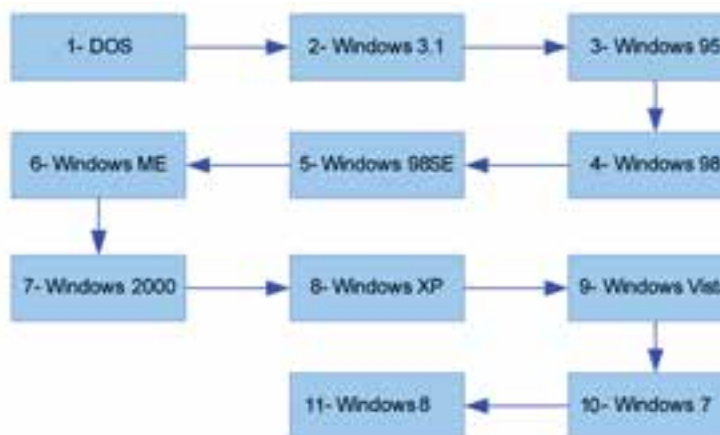 1- DOS
2- Windows 3.1
3- Windows 95
4- Windows 98
5- Windows 98SE
6- Windows ME
7- Windows 2000
8- Windows XP
9- Windows Vist
10- Windows 7
11- Windows 8